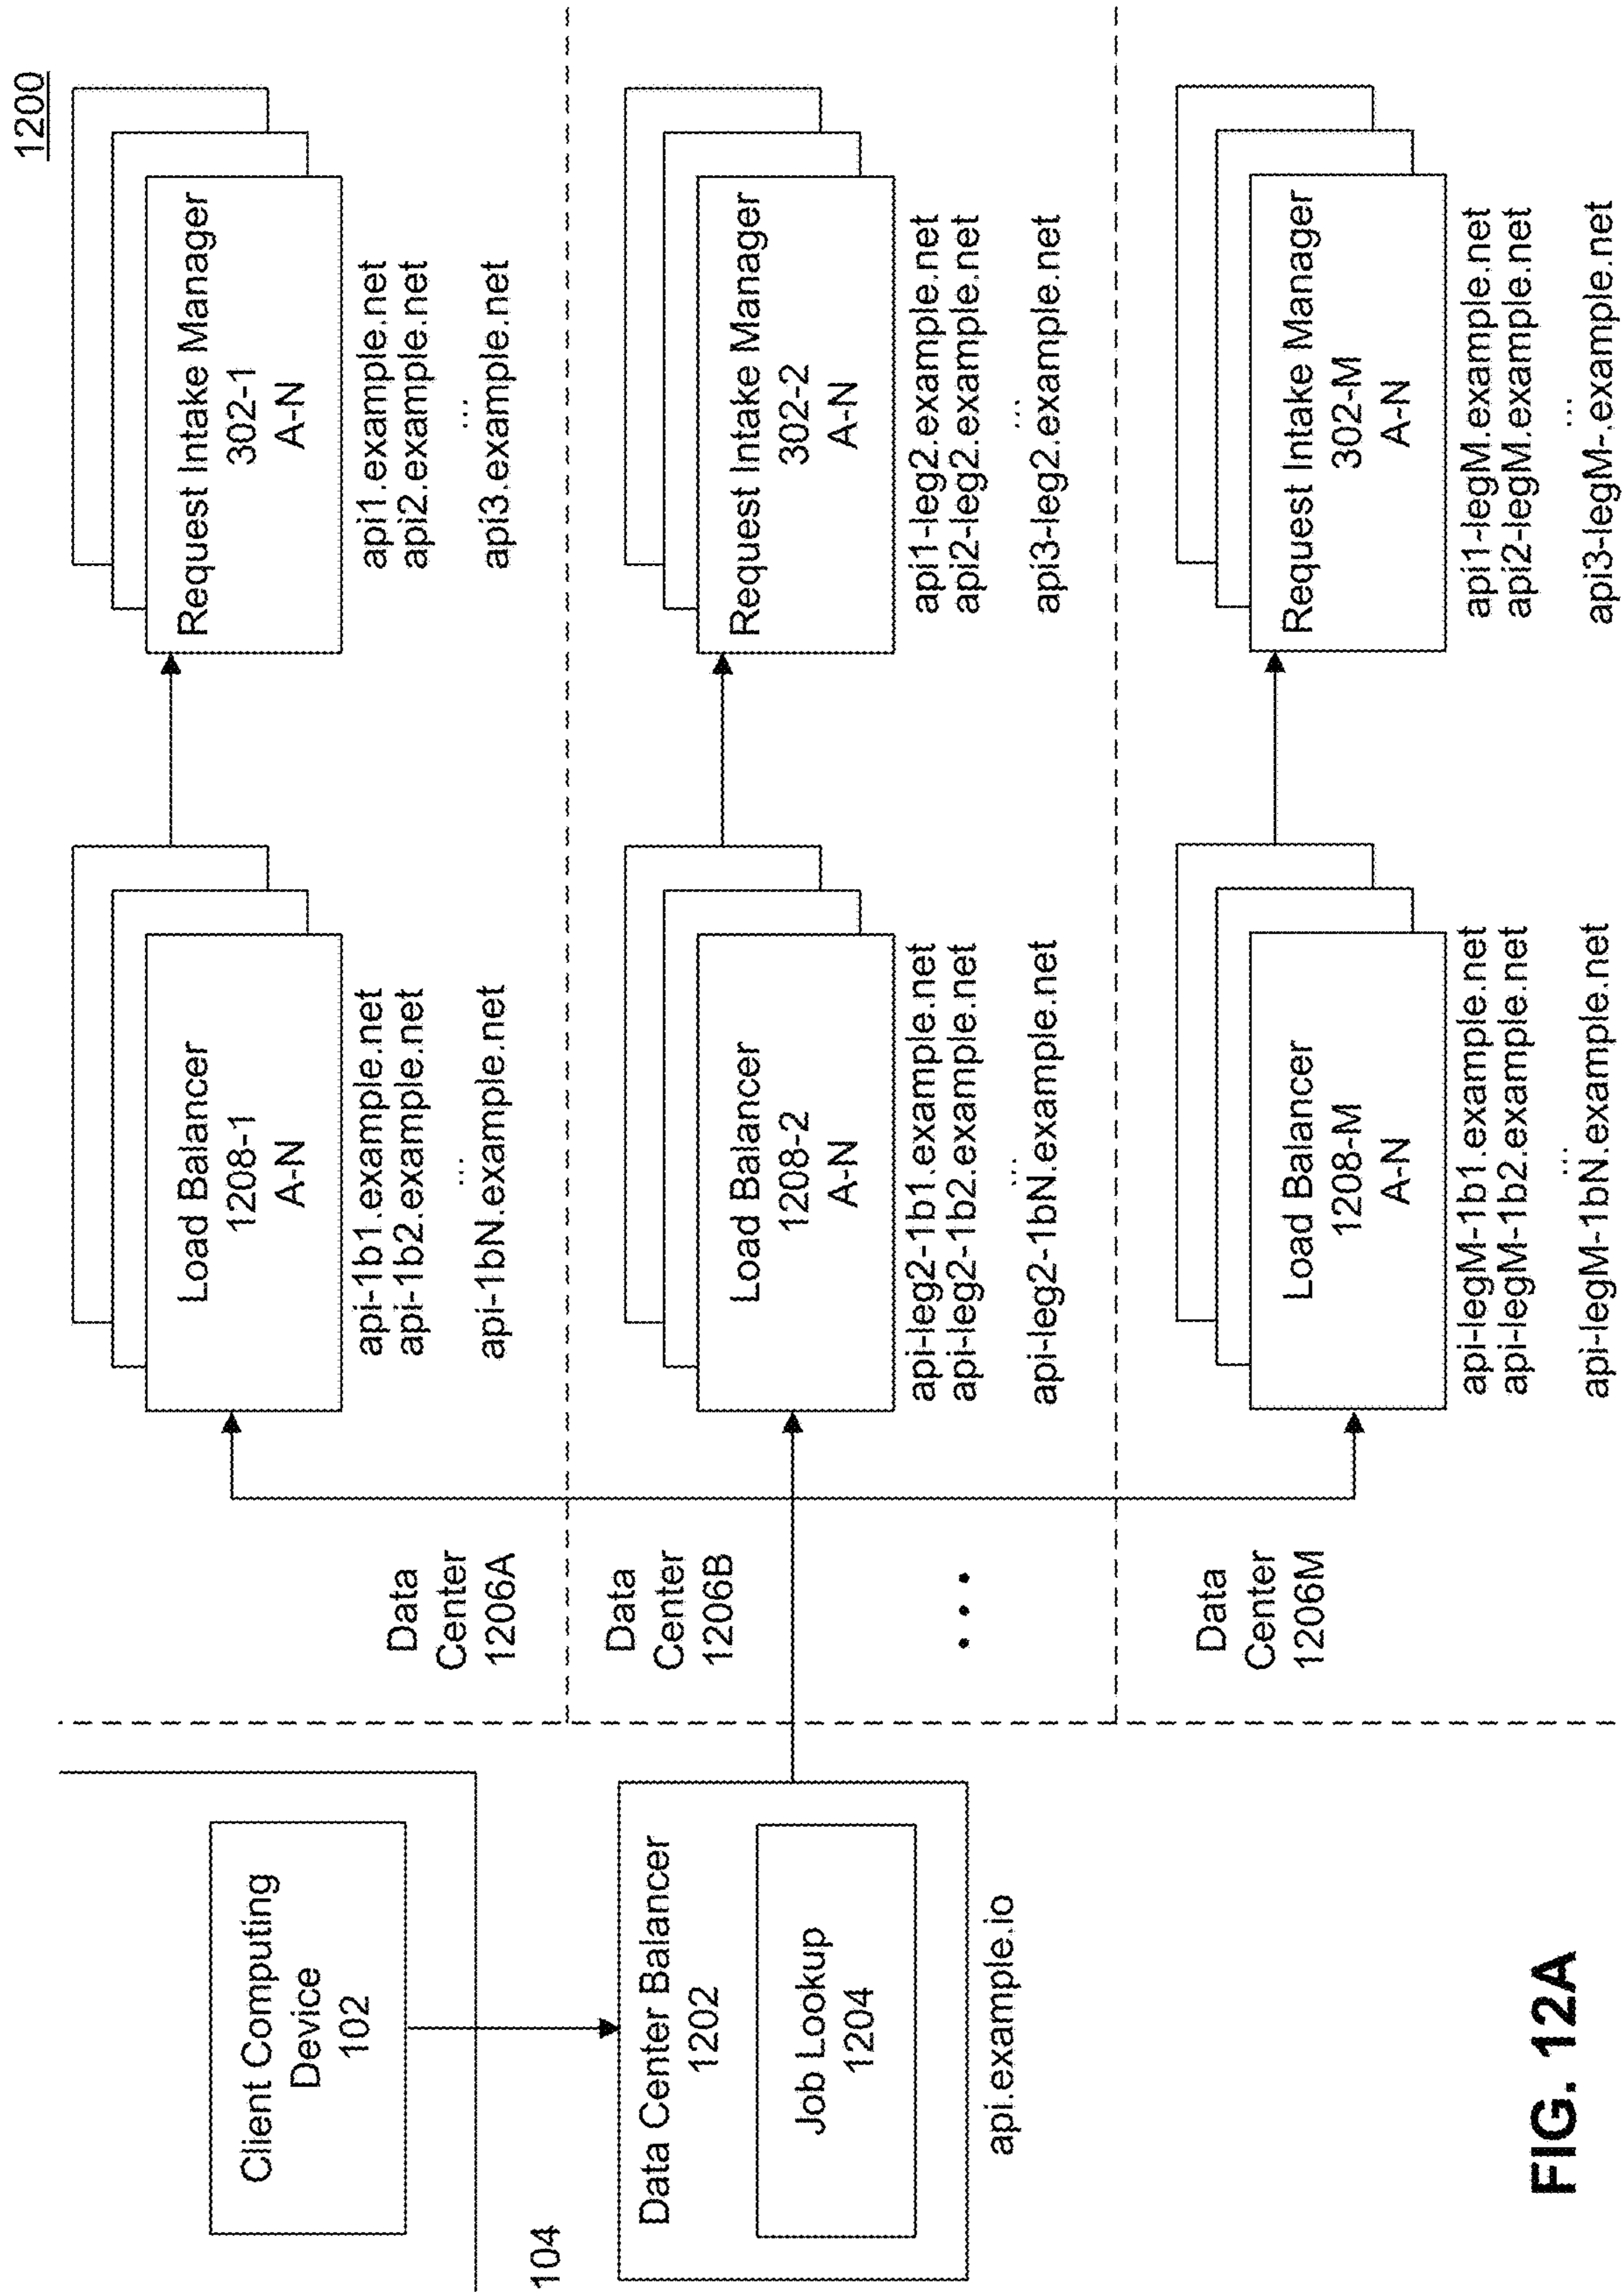 1200
Client Computing
Device
102
104
Data Center Balancer
1202
Job Lookup
1204
api.example.io
Data
Center
1206A
Load Balancer
1208-1
A-N
api-1b1.example.net
api-1b2.example.net
...
api-1bN.example.net
Request Intake Manager
302-1
A-N
api1.example.net
api2.example.net
...
api3.example.net
Data
Center
1206B
Load Balancer
1208-2
A-N
api-leg2-1b1.example.net
api-leg2-1b2.example.net
...
api-leg2-1bN.example.net
Request Intake Manager
302-2
A-N
api1-leg2.example.net
api2-leg2.example.net
...
api3-leg2.example.net
• • •
Data
Center
1206M
Load Balancer
1208-M
A-N
api-legM-1b1.example.net
api-legM-1b2.example.net
...
api-legM-1bN.example.net
Request Intake Manager
302-M
A-N
api1-legM.example.net
api2-legM.example.net
...
api3-legM-.example.net
FIG. 12A